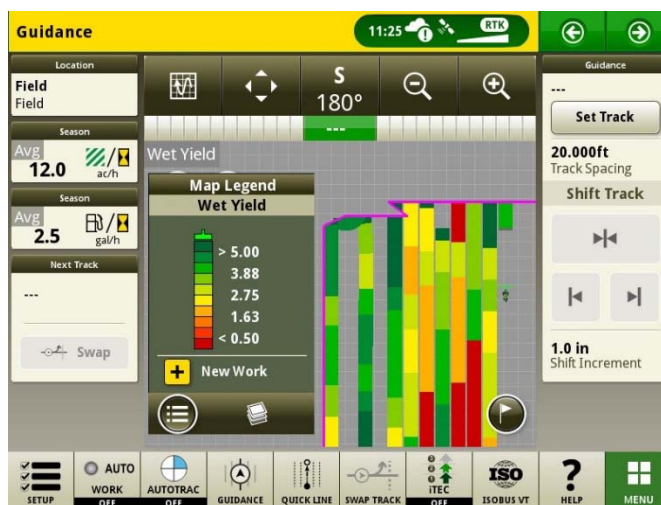 Guidance
11:25
RTK
Location
Field
Field
Season
Avg
12.0
ac/h
Season
Avg
2.5
gal/h
Next Track
---
Swap
S
180°
---
Wet Yield
Map Legend
Wet Yield
> 5.00
3.88
2.75
1.63
< 0.50
New Work
Guidance
---
Set Track
20.000ft
Track Spacing
Shift Track
1.0 in
Shift Increment
SETUP
AUTO
WORK
OFF
AUTOTRAC
OFF
GUIDANCE
QUICK LINE
SWAP TRACK
iTEC
OFF
ISO
ISOBUS VT
?
HELP
MENU